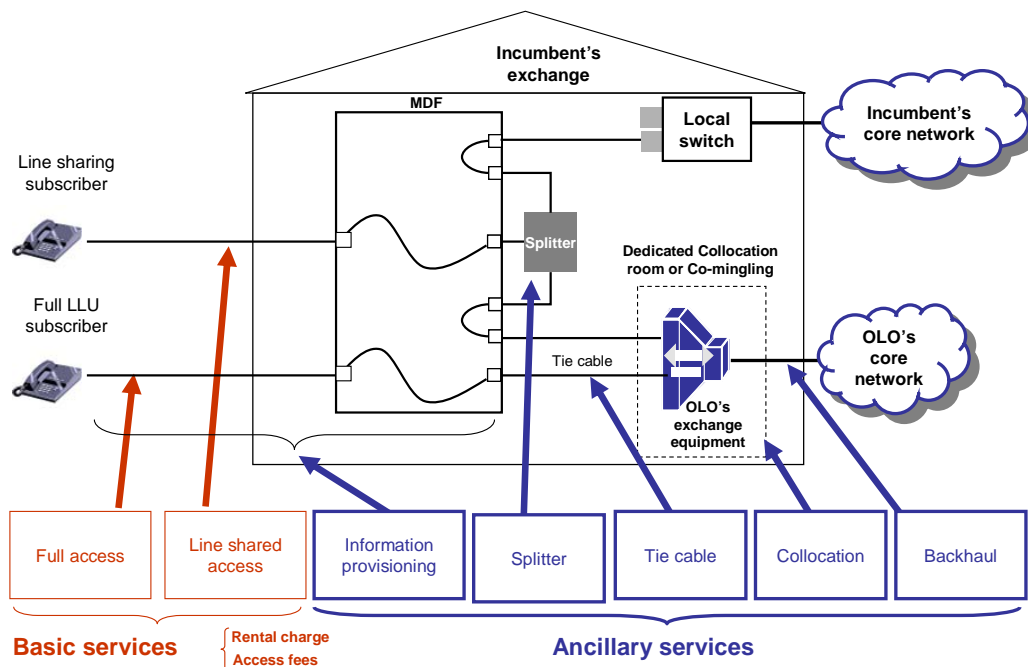 Incumbent's
exchange
MDF
Local
switch
Incumbent's
core network
Line sharing
subscriber
Splitter
Dedicated Collocation
room or Co-mingling
Full LLU
subscriber
Tie cable
OLO's
core
network
OLO's
exchange
equipment
Full access
Line shared
access
Information
provisioning
Splitter
Tie cable
Collocation
Backhaul
Basic services
Rental charge
Access fees
Ancillary services